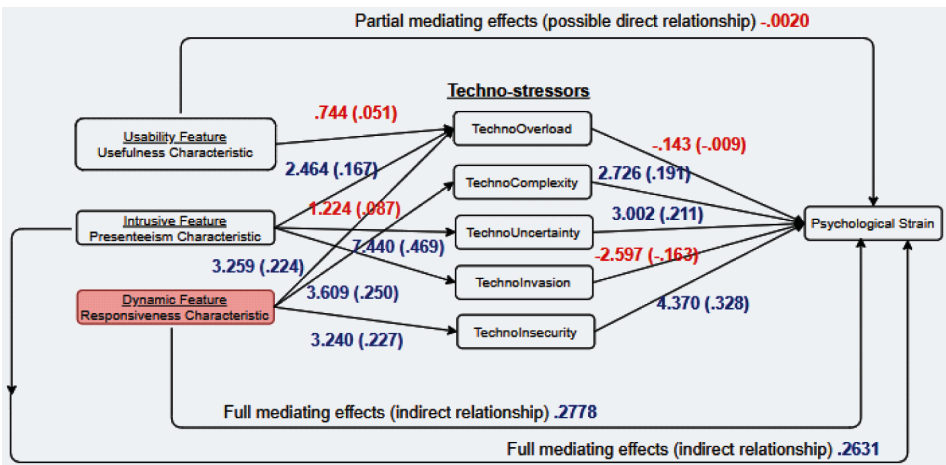 Partial mediating effects (possible direct relationship) -.0020
Techno-stressors
.744 (.051)
Usability Feature
Usefulness Characteristic
TechnoOverload
-.143 (-.009)
2.464 (.167)
TechnoComplexity
2.726 (.191)
1.224 (.087)
3.002 (.211)
Intrusive Feature
Presenteeism Characteristic
TechnoUncertainty
Psychological Strain
7.440 (.469)
-2.597 (-.163)
3.259 (.224)
TechnoInvasion
Dynamic Feature
Responsiveness Characteristic
3.609 (.250)
4.370 (.328)
TechnoInsecurity
3.240 (.227)
Full mediating effects (indirect relationship) .2778
Full mediating effects (indirect relationship) .2631